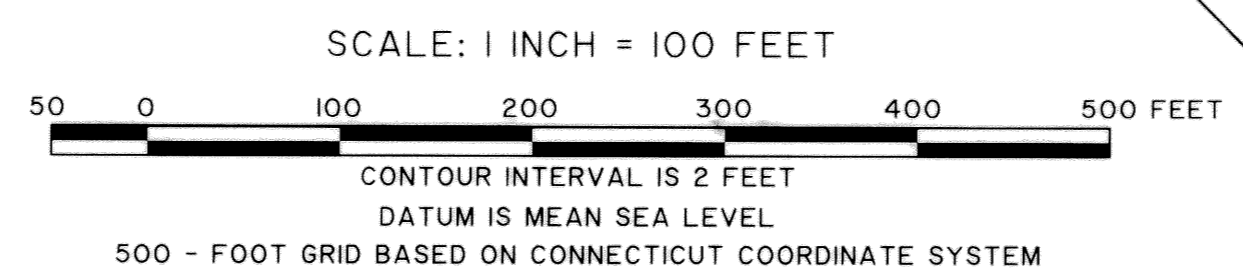 SCALE: 1 INCH = 100 FEET
50 0 100 200 300 400 500 FEET
CONTOUR INTERVAL IS 2 FEET
DATUM IS MEAN SEA LEVEL
500 - FOOT GRID BASED ON CONNECTICUT COORDINATE SYSTEM